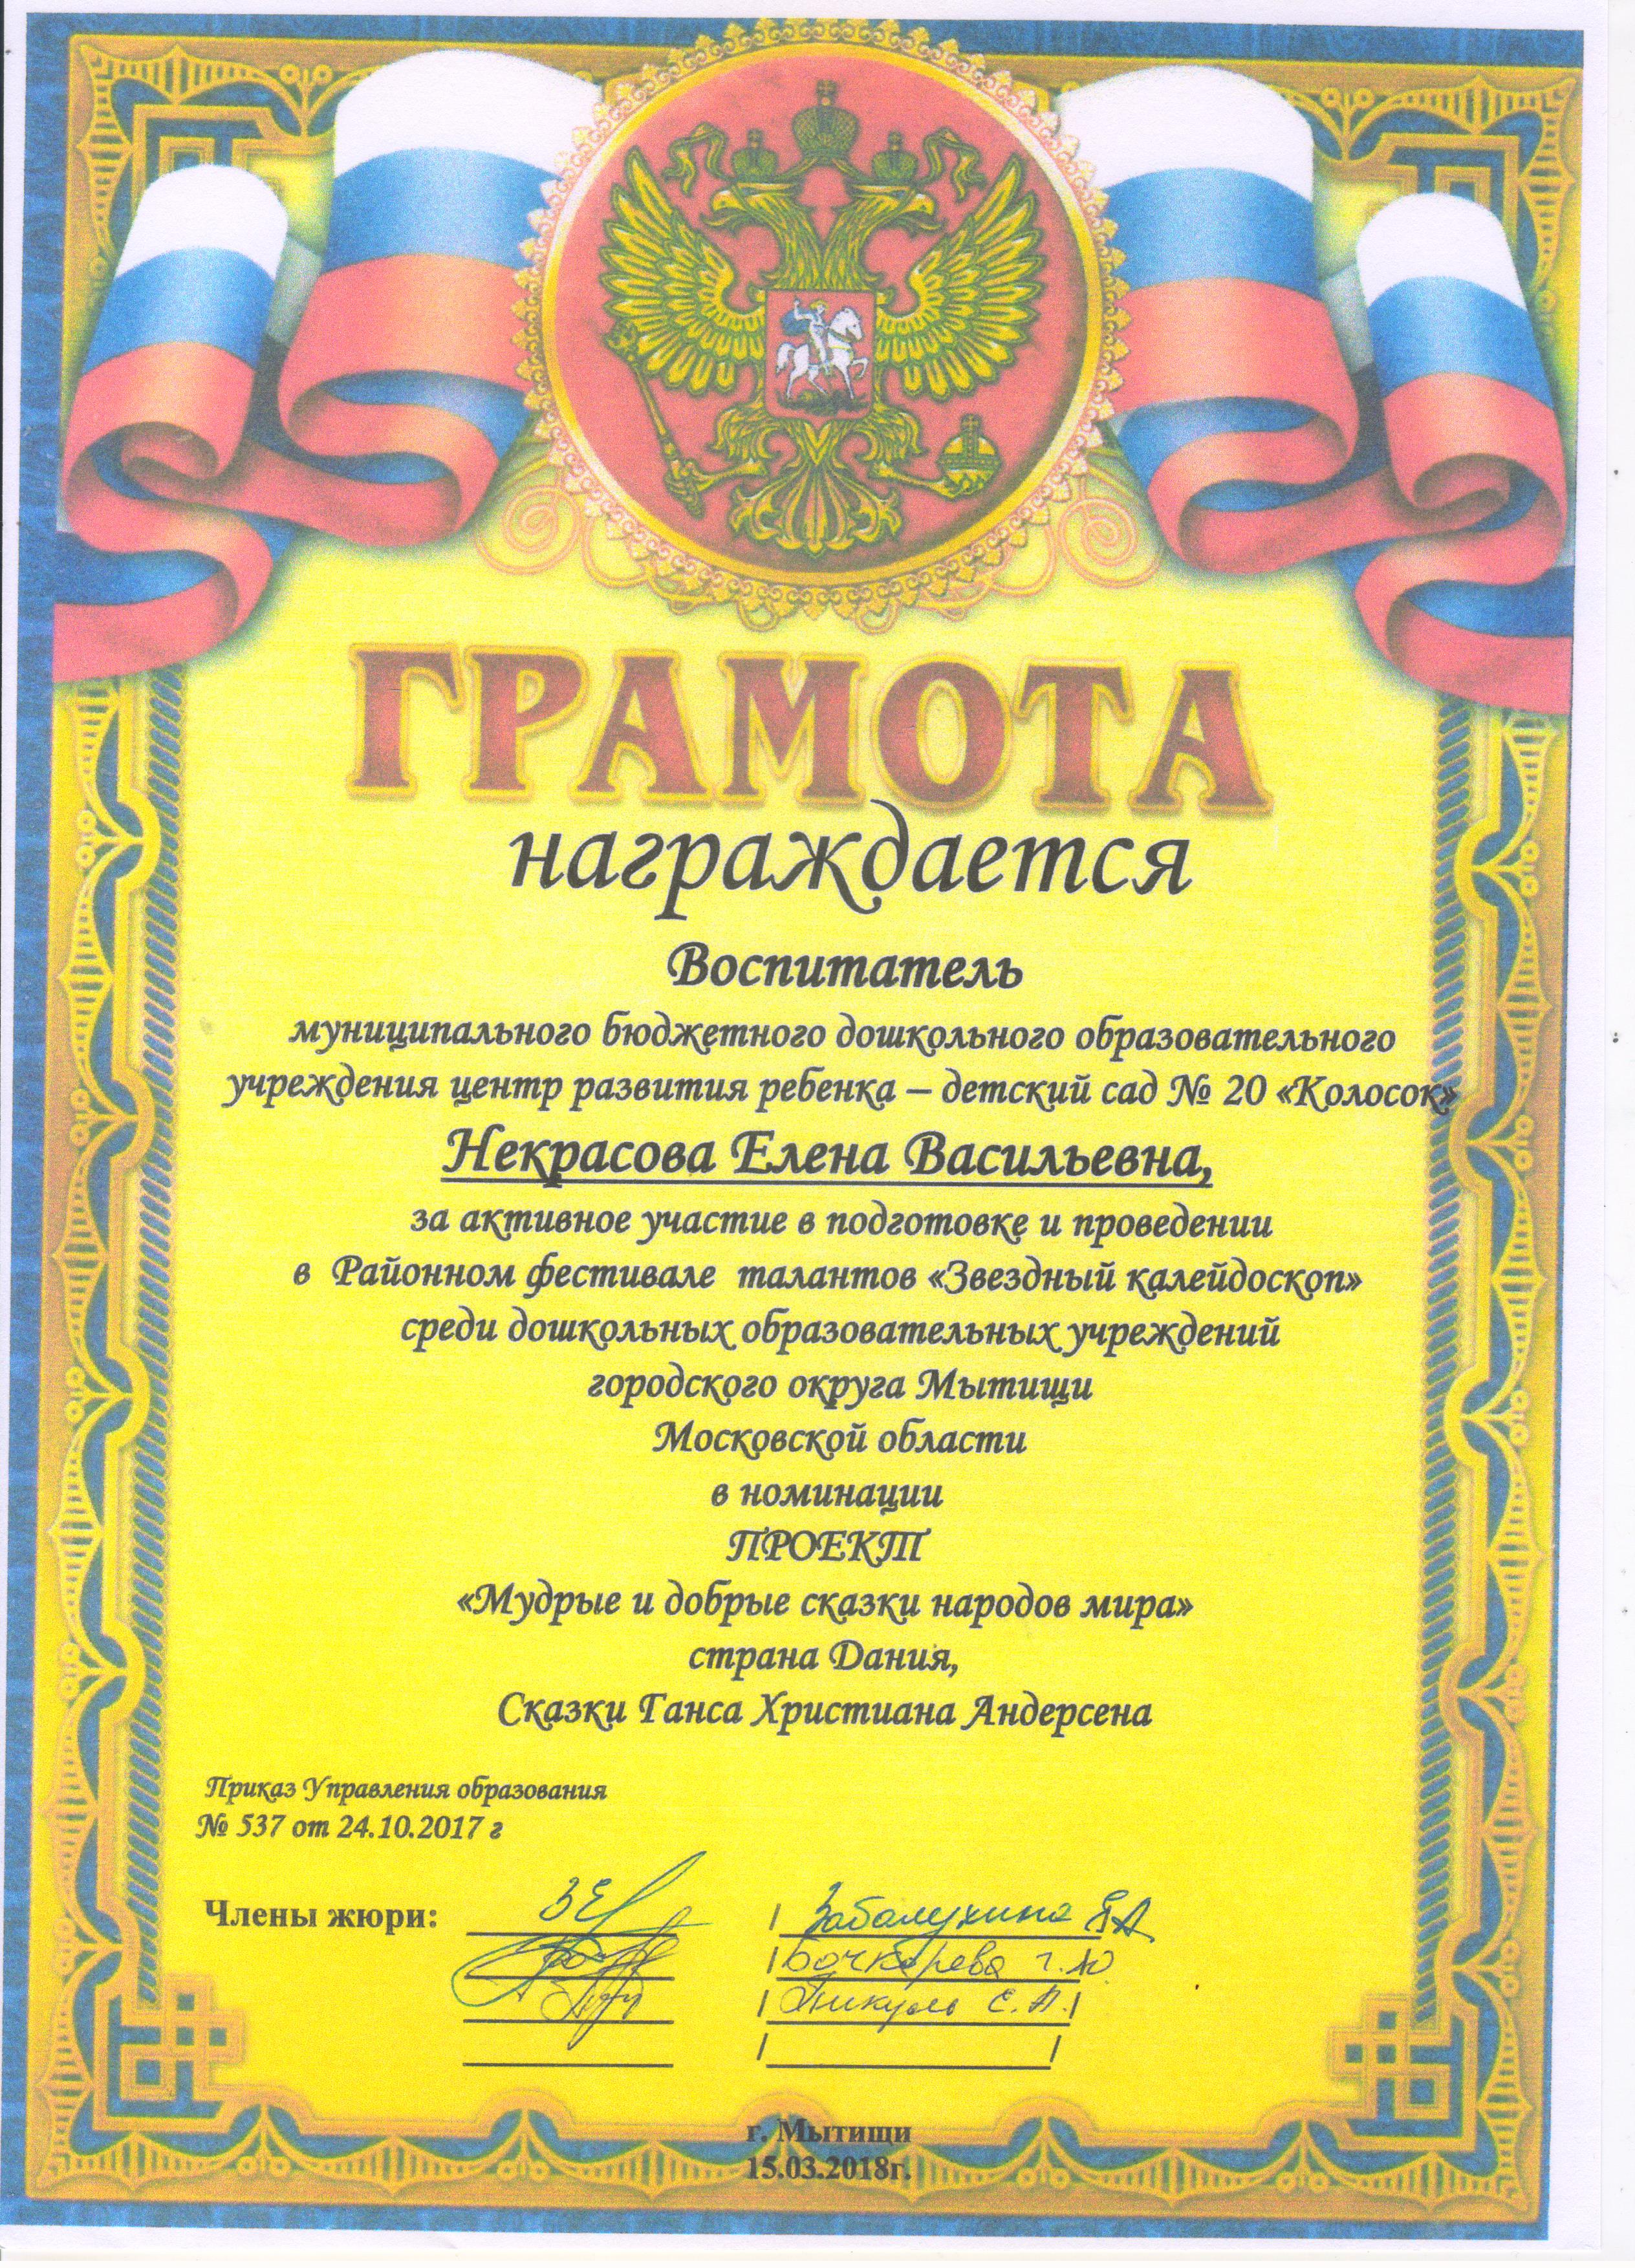 ГРАМОТА
награждается
Воспитатель
муниципального бюджетного дошкольного образовательного
учреждения центр развития ребенка – детский сад № 20 «Колосок»
Некрасова Елена Васильевна,
за активное участие в подготовке и проведении
в Районном фестивале талантов «Звездный калейдоскоп»
среди дошкольных образовательных учреждений
городского округа Мытищи
Московской области
в номинации
ПРОЕКТ
«Мудрые и добрые сказки народов мира»
страна Дания,
Сказки Ганса Христиана Андерсена
Приказ Управления образования
№ 537 от 24.10.2017 г
Члены жюри: / Забалухина
/ Бочкарева Г.Ю
/ Пикуль Е.А. /
г. Мытищи
15.03.2018г.